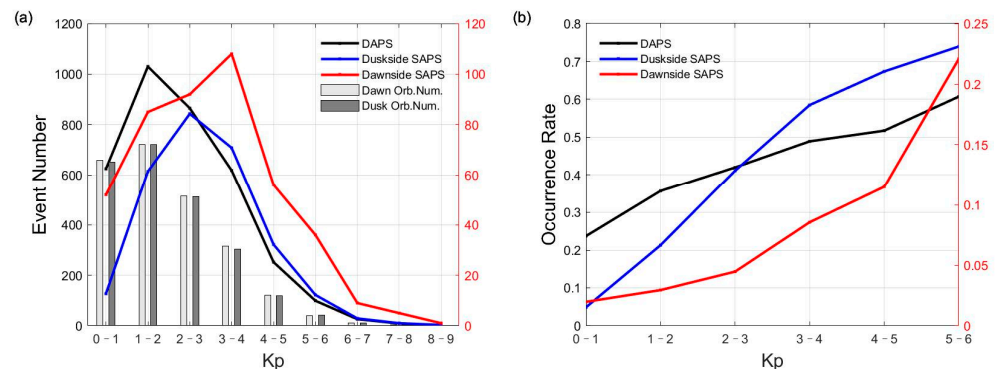 (a)
1200
1000
800
600
400
200
0
Event Number
120
100
80
60
40
20
0
DAPS
Duskside SAPS
Dawnside SAPS
Dawn Orb.Num.
Dusk Orb.Num.
0 - 1 1 - 2 2 - 3 3 - 4 4 - 5 5 - 6 6 - 7 7 - 8 8 - 9
Kp
(b)
0.8
0.7
0.6
0.5
0.4
0.3
0.2
0.1
0
Occurrence Rate
0.25
0.2
0.15
0.1
0.05
0
DAPS
Duskside SAPS
Dawnside SAPS
0 - 1 1 - 2 2 - 3 3 - 4 4 - 5 5 - 6
Kp